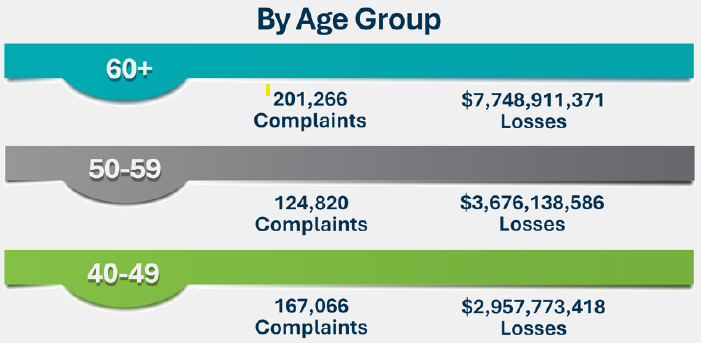 By Age Group
60+
201,266 $7,748,911,371
Complaints Losses
50-59
124,820 $3,676,138,586
Complaints Losses
40-49
167,066 $2,957,773,418
Complaints Losses